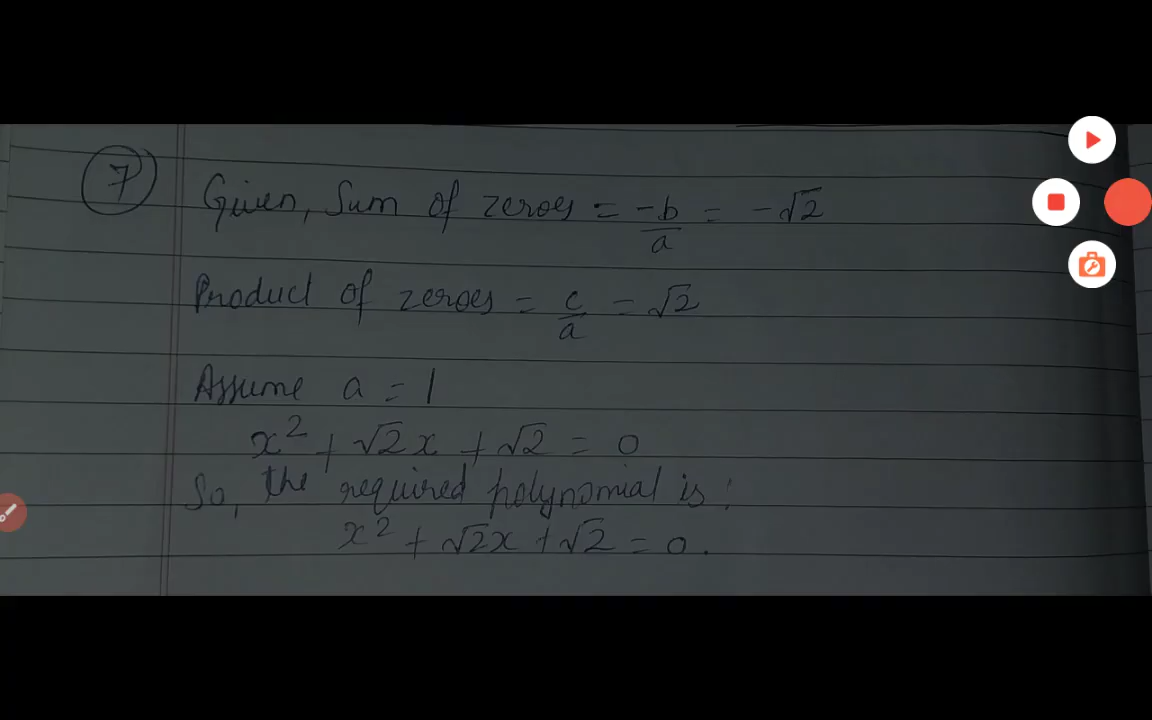 7 Given, Sum of zeroes = -b/a = -√2
Product of zeroes = c/a = √2
Assume a = 1
x² + √2x + √2 = 0
So, the required polynomial is :
x² + √2x + √2 = 0.